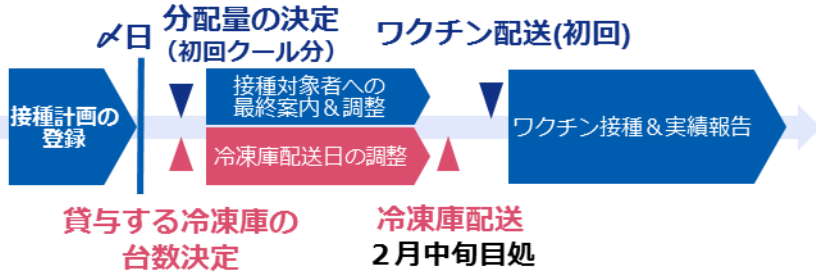 〆日
分配量の決定
（初回クール分）
ワクチン配送(初回)
接種計画の
登録
接種対象者への
最終案内＆調整
冷凍庫配送日の調整
ワクチン接種＆実績報告
貸与する冷凍庫の
台数決定
冷凍庫配送
２月中旬目処